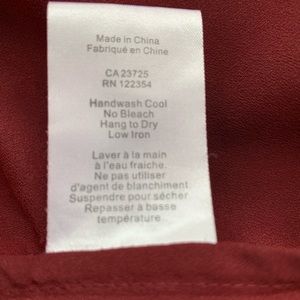 Made in China
Fabriqué en Chine
CA 23725
RN 122354
Handwash Cool
No Bleach
Hang to Dry
Low Iron
Laver à la main
à l'eau fraiche.
Ne pas utiliser
d'agent de blanchiment.
Suspendre pour sécher
Repasser à basse
température.